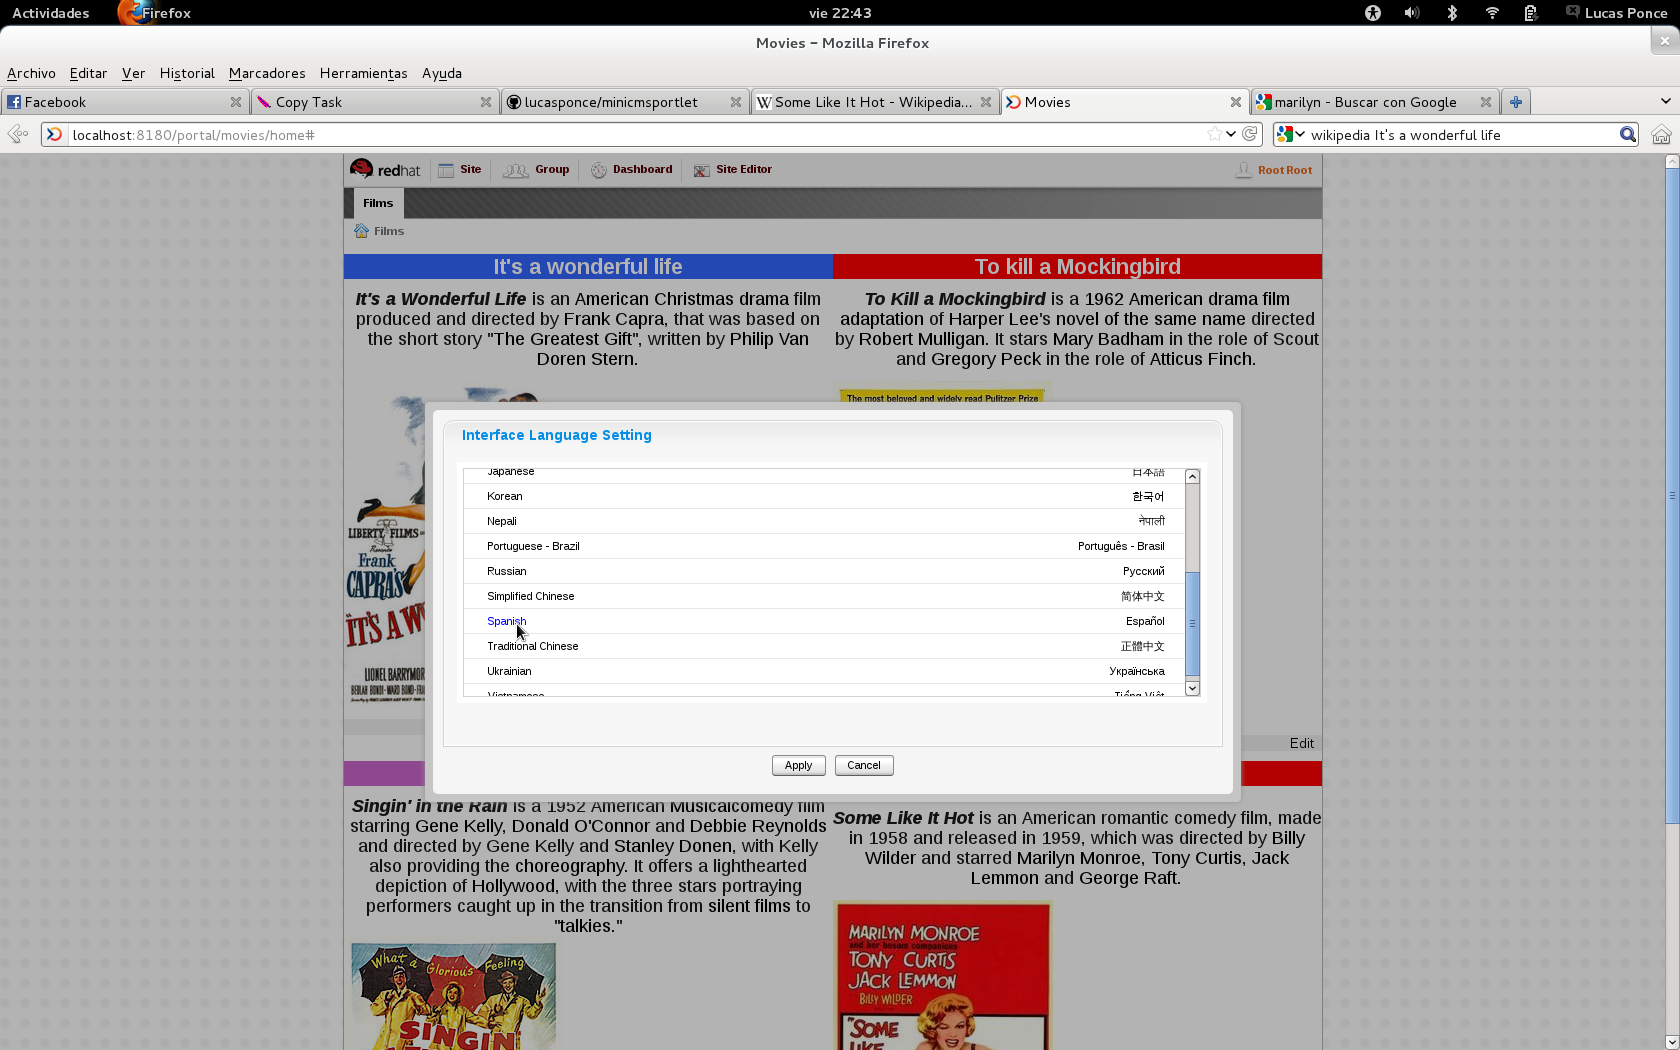 Actividades Firefox vie 22:43 Lucas Ponce
Movies - Mozilla Firefox
Archivo Editar Ver Historial Marcadores Herramientas Ayuda
Facebook Copy Task lucasponce/minicmsportlet Some Like It Hot - Wikipedia... Movies marilyn - Buscar con Google
localhost:8180/portal/movies/home# wikipedia It's a wonderful life
redhat Site Group Dashboard Site Editor Root Root
Films
Films
It's a wonderful life
It's a Wonderful Life is an American Christmas drama film
produced and directed by Frank Capra, that was based on
the short story "The Greatest Gift", written by Philip Van
Doren Stern.
To kill a Mockingbird
To Kill a Mockingbird is a 1962 American drama film
adaptation of Harper Lee's novel of the same name directed
by Robert Mulligan. It stars Mary Badham in the role of Scout
and Gregory Peck in the role of Atticus Finch.
The most beloved and widely read Pulitzer Prize
LIBERTY FILMS
Presents
Frank
CAPRA'S
IT'S A W
LIONEL BARRYMOR
BEULAH BONDI · WARD BOND · FRA
Interface Language Setting
Japanese 日本語
Korean 한국어
Nepali नेपाली
Portuguese - Brazil Português - Brasil
Russian Русский
Simplified Chinese 简体中文
Spanish Español
Traditional Chinese 正體中文
Ukrainian Українська
Vietnamese Tiếng Việt
Apply Cancel
Edit
Singin' in the Rain is a 1952 American Musicalcomedy film
starring Gene Kelly, Donald O'Connor and Debbie Reynolds
and directed by Gene Kelly and Stanley Donen, with Kelly
also providing the choreography. It offers a lighthearted
depiction of Hollywood, with the three stars portraying
performers caught up in the transition from silent films to
"talkies."
What a Glorious Feeling
SINGIN'
Some Like It Hot is an American romantic comedy film, made
in 1958 and released in 1959, which was directed by Billy
Wilder and starred Marilyn Monroe, Tony Curtis, Jack
Lemmon and George Raft.
MARILYN MONROE
and her bosom companions
TONY CURTIS
JACK LEMMON
BILLY WILDER
"SOME
LIKE